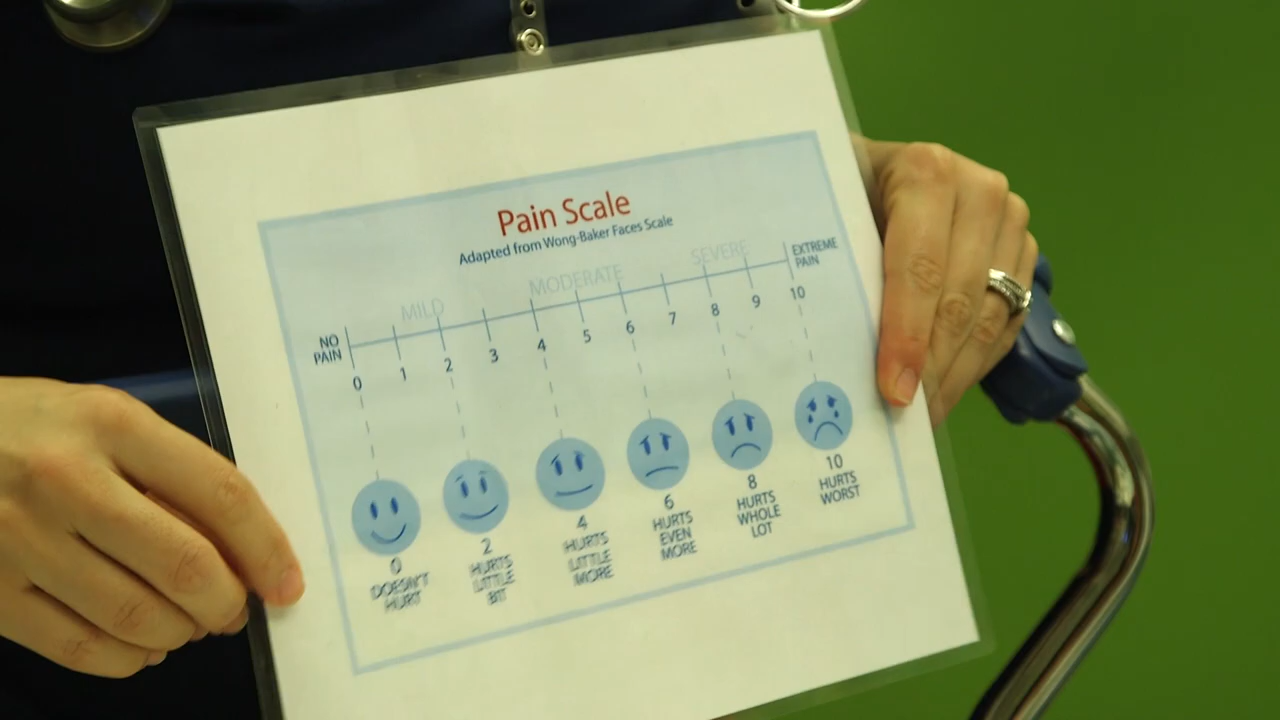 Pain Scale
Adapted from Wong-Baker Faces Scale
MILD
MODERATE
SEVERE
NO
PAIN
EXTREME
PAIN
0 1 2 3 4 5 6 7 8 9 10
0
DOESN'T
HURT
2
HURTS
LITTLE
BIT
4
HURTS
LITTLE
MORE
6
HURTS
EVEN
MORE
8
HURTS
WHOLE
LOT
10
HURTS
WORST